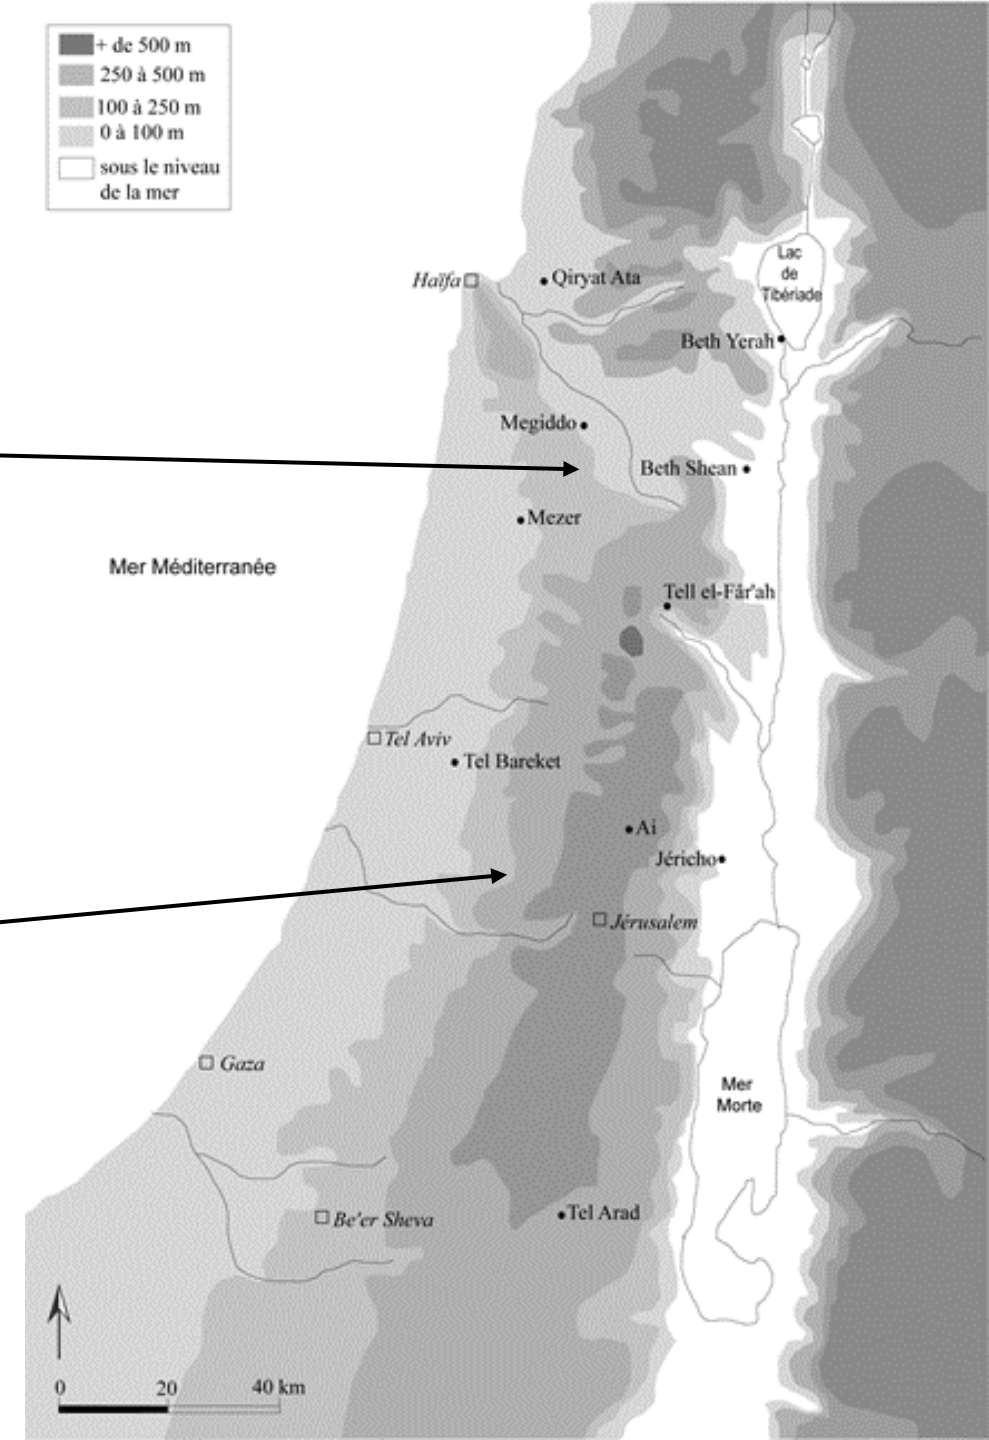 + de 500 m
250 à 500 m
100 à 250 m
0 à 100 m
sous le niveau
de la mer
Lac
de
Tibériade
Haïfa
Qiryat Ata
Beth Yerah
Megiddo
Beth Shean
Mezer
Mer Méditerranée
Tell el-Fâr'ah
Tel Aviv
Tel Bareket
Ai
Jéricho
Jérusalem
Gaza
Mer
Morte
Tel Arad
Be'er Sheva
0 20 40 km